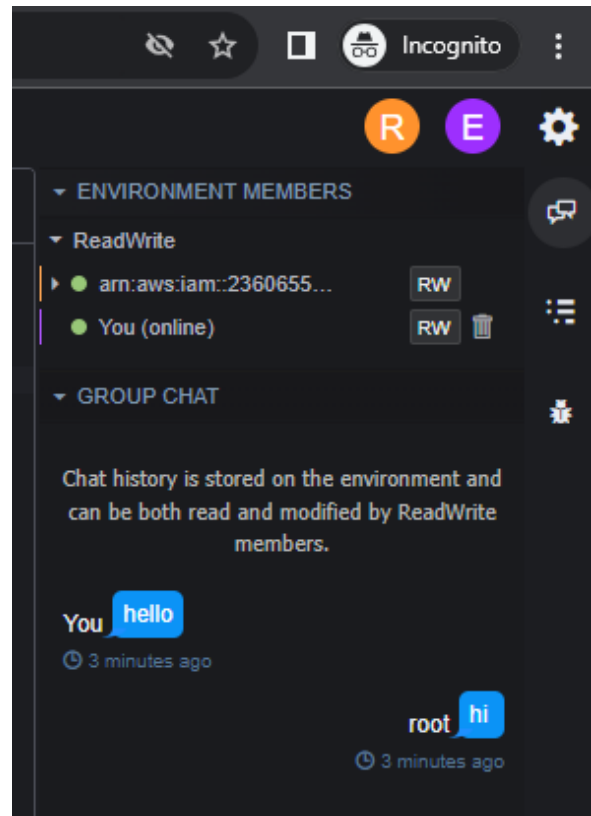 Incognito
R E
ENVIRONMENT MEMBERS
ReadWrite
arn:aws:iam::2360655... RW
You (online) RW
GROUP CHAT
Chat history is stored on the environment and
can be both read and modified by ReadWrite
members.
You hello
3 minutes ago
root hi
3 minutes ago